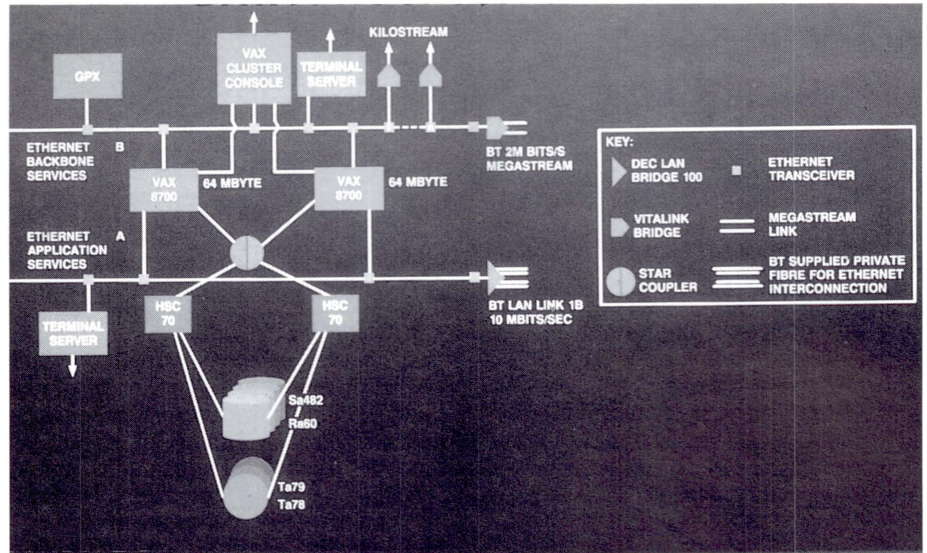 KILOSTREAM
GPX
VAX
CLUSTER
CONSOLE
TERMINAL
SERVER
ETHERNET B
BACKBONE
SERVICES
BT 2M BITS/S
MEGASTREAM
VAX
8700
64 MBYTE
VAX
8700
64 MBYTE
ETHERNET A
APPLICATION
SERVICES
HSC
70
HSC
70
BT LAN LINK 1B
10 MBITS/SEC
TERMINAL
SERVER
Sa482
Ra60
Ta79
Ta78
KEY:
DEC LAN
BRIDGE 100
ETHERNET
TRANSCEIVER
VITALINK
BRIDGE
MEGASTREAM
LINK
STAR
COUPLER
BT SUPPLIED PRIVATE
FIBRE FOR ETHERNET
INTERCONNECTION